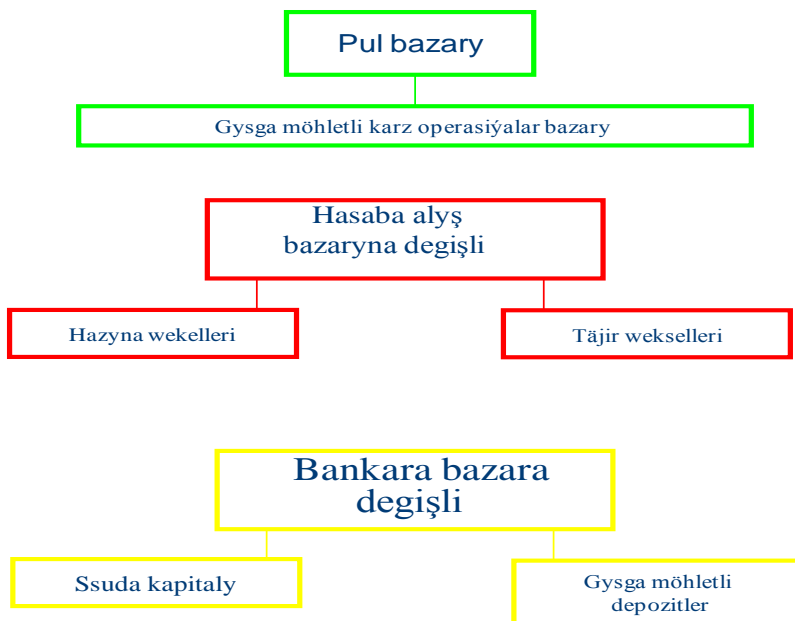 Pul bazary
Gysga möhletli karz operasiýalar bazary
Hasaba alyş
bazaryna degişli
Hazyna wekelleri
Täjir wekselleri
Bankara bazara
degişli
Ssuda kapitaly
Gysga möhletli
depozitler